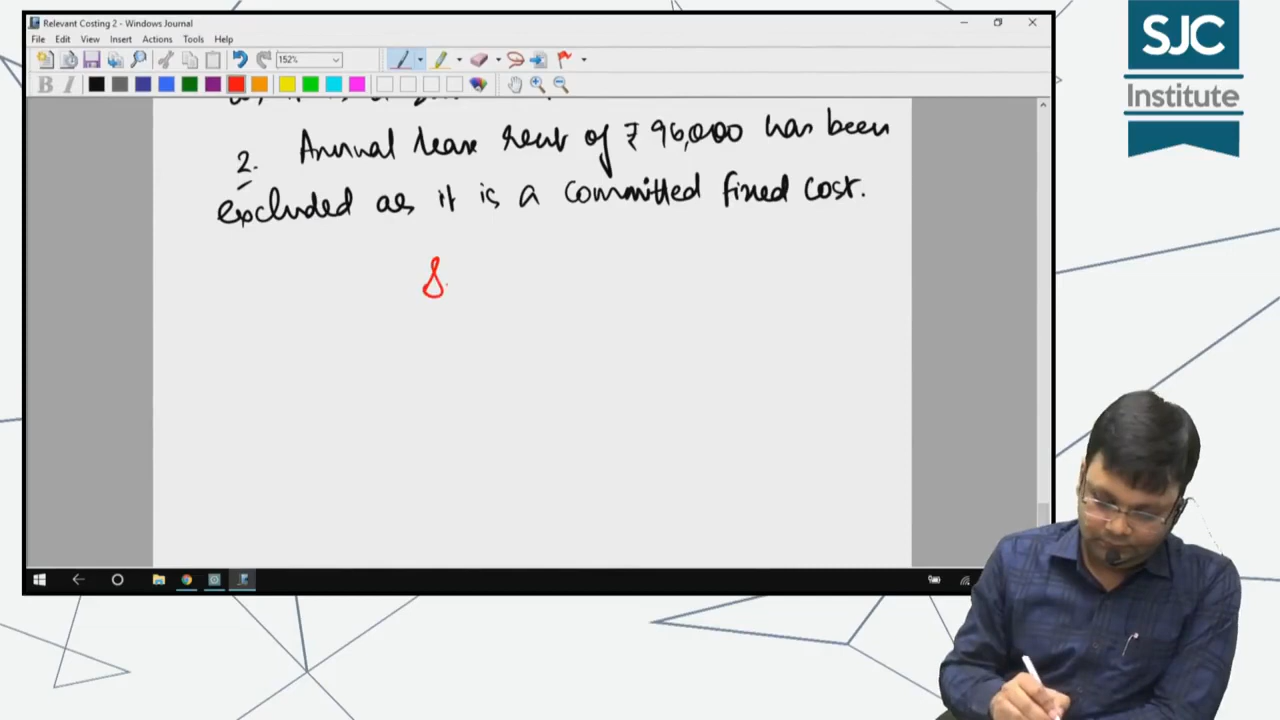 Relevant Costing 2 - Windows Journal
File Edit View Insert Actions Tools Help
152%
B I
2. Annual lease rent of ₹ 96,000 has been
excluded as it is a committed fixed cost.
SJC
Institute